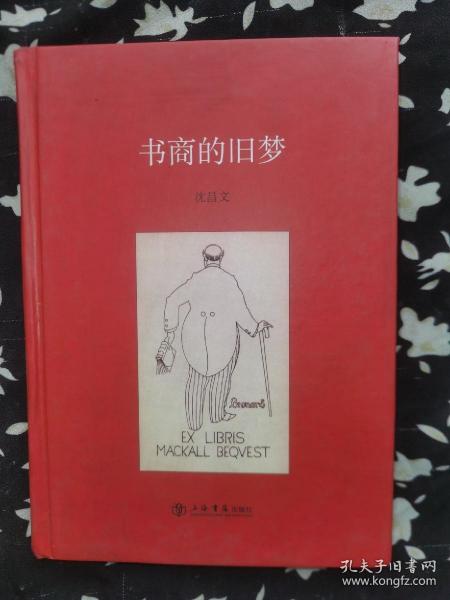 书商的旧梦
沈昌文
Bonard
EX LIBRIS
MACKALL BEQVEST
上海书店出版社
孔夫子旧书网
www.kongfz.com